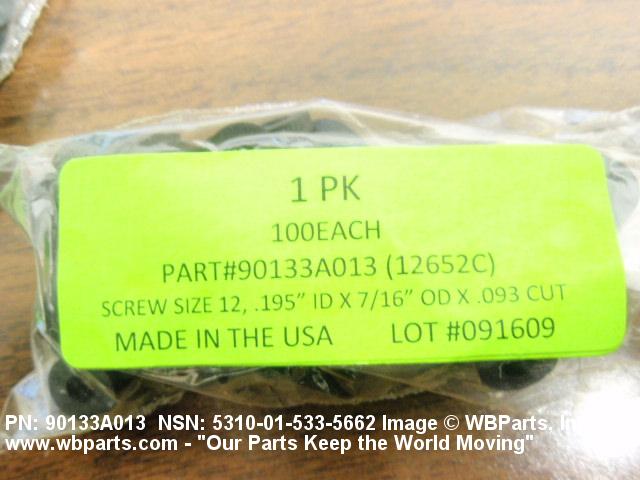 1 PK
100EACH
PART#90133A013 (12652C)
SCREW SIZE 12, .195” ID X 7/16” OD X .093 CUT
MADE IN THE USA LOT #091609
PN: 90133A013 NSN: 5310-01-533-5662 Image © WBParts, In
www.wbparts.com - "Our Parts Keep the World Moving"